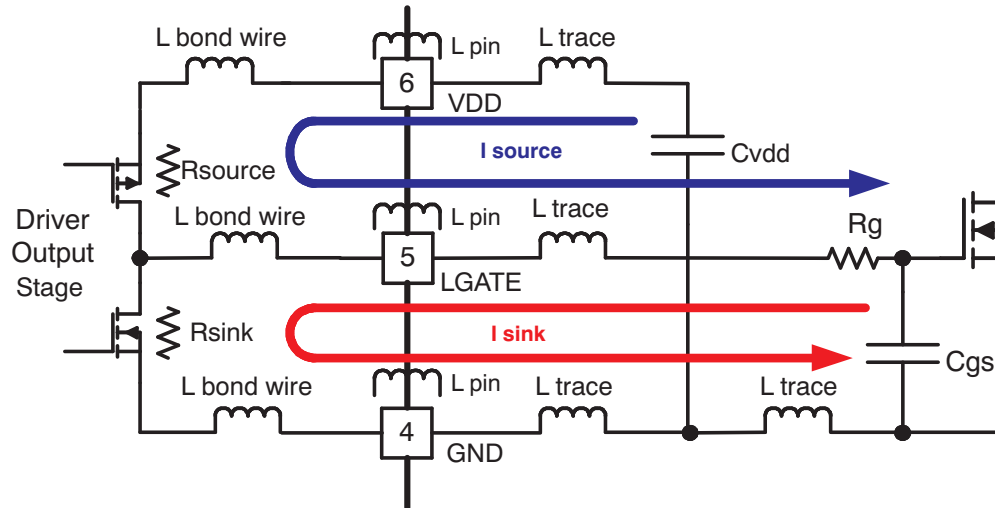 L bond wire
L pin
L trace
6
VDD
I source
Cvdd
Rsource
L bond wire
L pin
L trace
Rg
Driver
Output
Stage
5
LGATE
Rsink
I sink
Cgs
L bond wire
L pin
L trace
L trace
4
GND